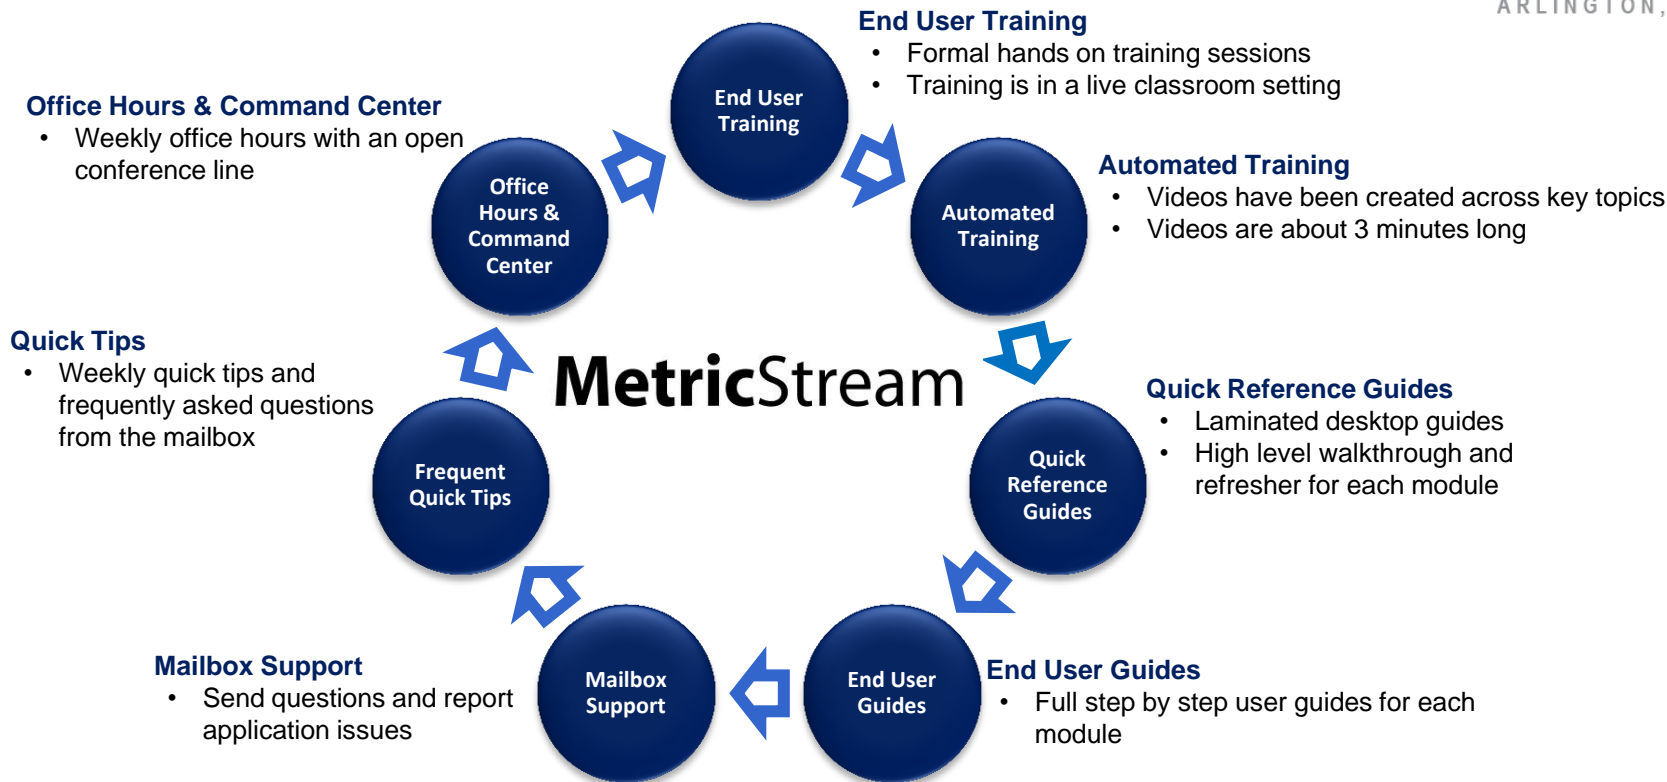 ARLINGTON,
End User Training
• Formal hands on training sessions
• Training is in a live classroom setting
End User
Training
Office Hours & Command Center
• Weekly office hours with an open
conference line
Office
Hours &
Command
Center
Automated Training
• Videos have been created across key topics
• Videos are about 3 minutes long
Automated
Training
Quick Tips
• Weekly quick tips and
frequently asked questions
from the mailbox
MetricStream
Quick Reference Guides
• Laminated desktop guides
• High level walkthrough and
refresher for each module
Frequent
Quick Tips
Quick
Reference
Guides
Mailbox Support
• Send questions and report
application issues
Mailbox
Support
End User
Guides
End User Guides
• Full step by step user guides for each
module